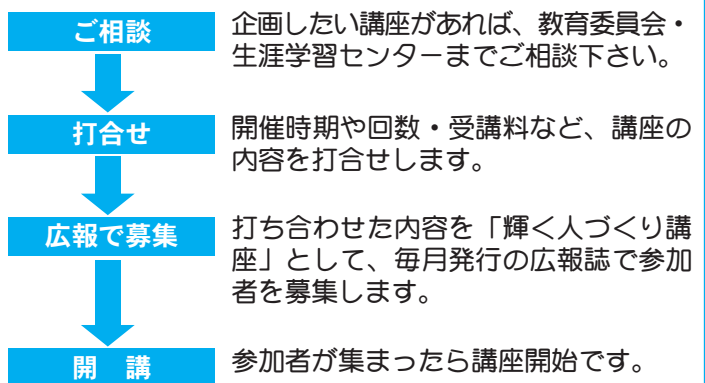 ご相談
企画したい講座があれば、教育委員会・
生涯学習センターまでご相談下さい。
打合せ
開催時期や回数・受講料など、講座の
内容を打合せします。
広報で募集
打ち合わせた内容を「輝く人づくり講
座」として、毎月発行の広報誌で参加
者を募集します。
開　講
参加者が集まったら講座開始です。